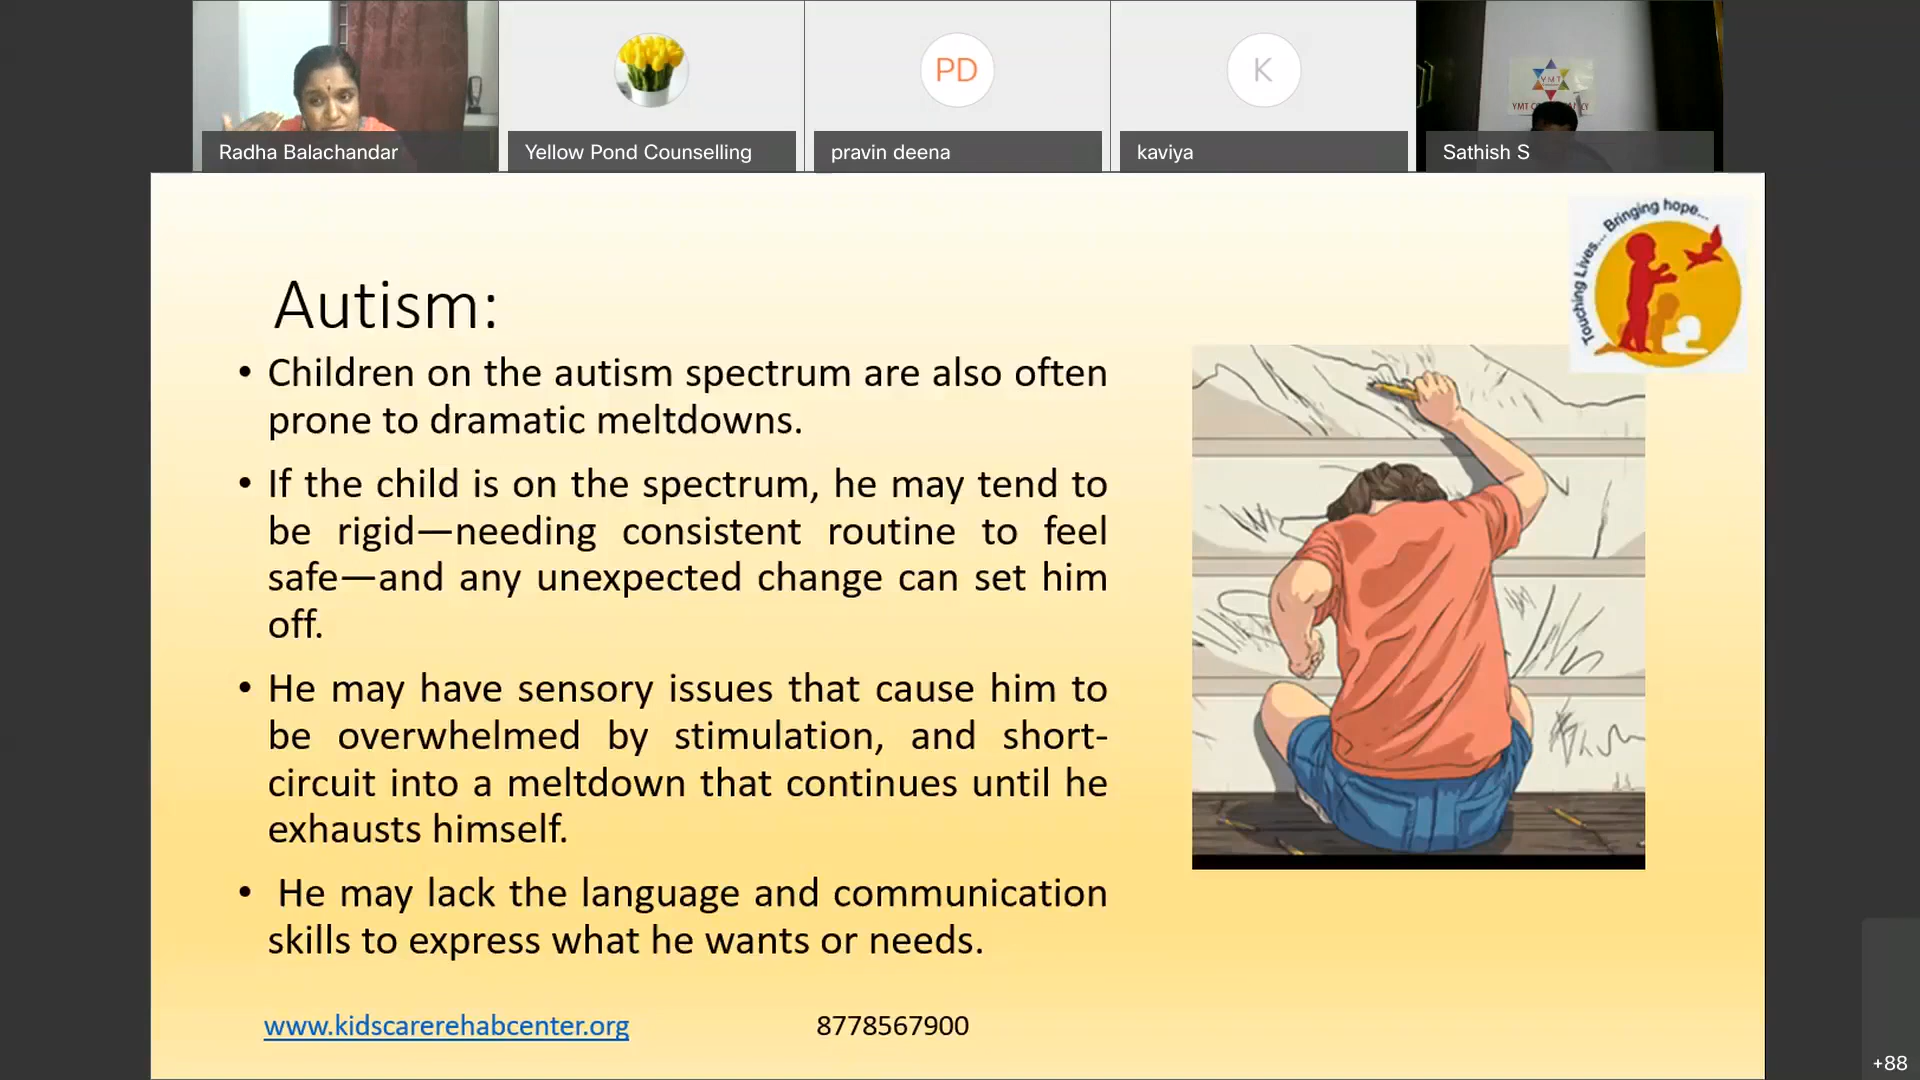 Radha Balachandar
Yellow Pond Counselling
PD
pravin deena
K
kaviya
YMT
Sathish S
Touching Lives... Bringing hope...
Autism:
• Children on the autism spectrum are also often
prone to dramatic meltdowns.
• If the child is on the spectrum, he may tend to
be rigid—needing consistent routine to feel
safe—and any unexpected change can set him
off.
• He may have sensory issues that cause him to
be overwhelmed by stimulation, and short-
circuit into a meltdown that continues until he
exhausts himself.
• He may lack the language and communication
skills to express what he wants or needs.
www.kidscarerehabcenter.org
8778567900
+88